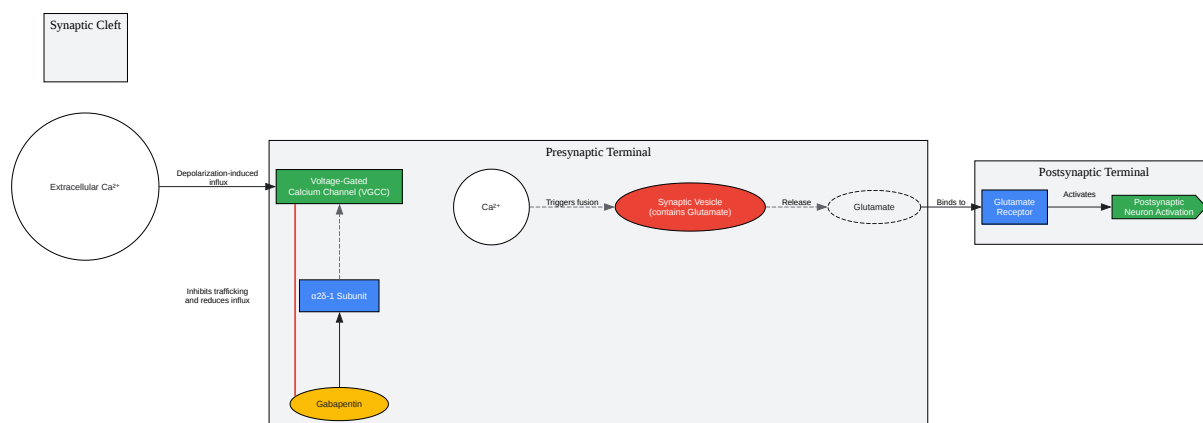 Synaptic Cleft
Extracellular Ca²⁺
Depolarization-induced
influx
Presynaptic Terminal
Voltage-Gated
Calcium Channel (VGCC)
Ca²⁺
Triggers fusion
Synaptic Vesicle
(contains Glutamate)
Release
Glutamate
Binds to
Postsynaptic Terminal
Glutamate
Receptor
Activates
Postsynaptic
Neuron Activation
Inhibits trafficking
and reduces influx
α2δ-1 Subunit
Gabapentin